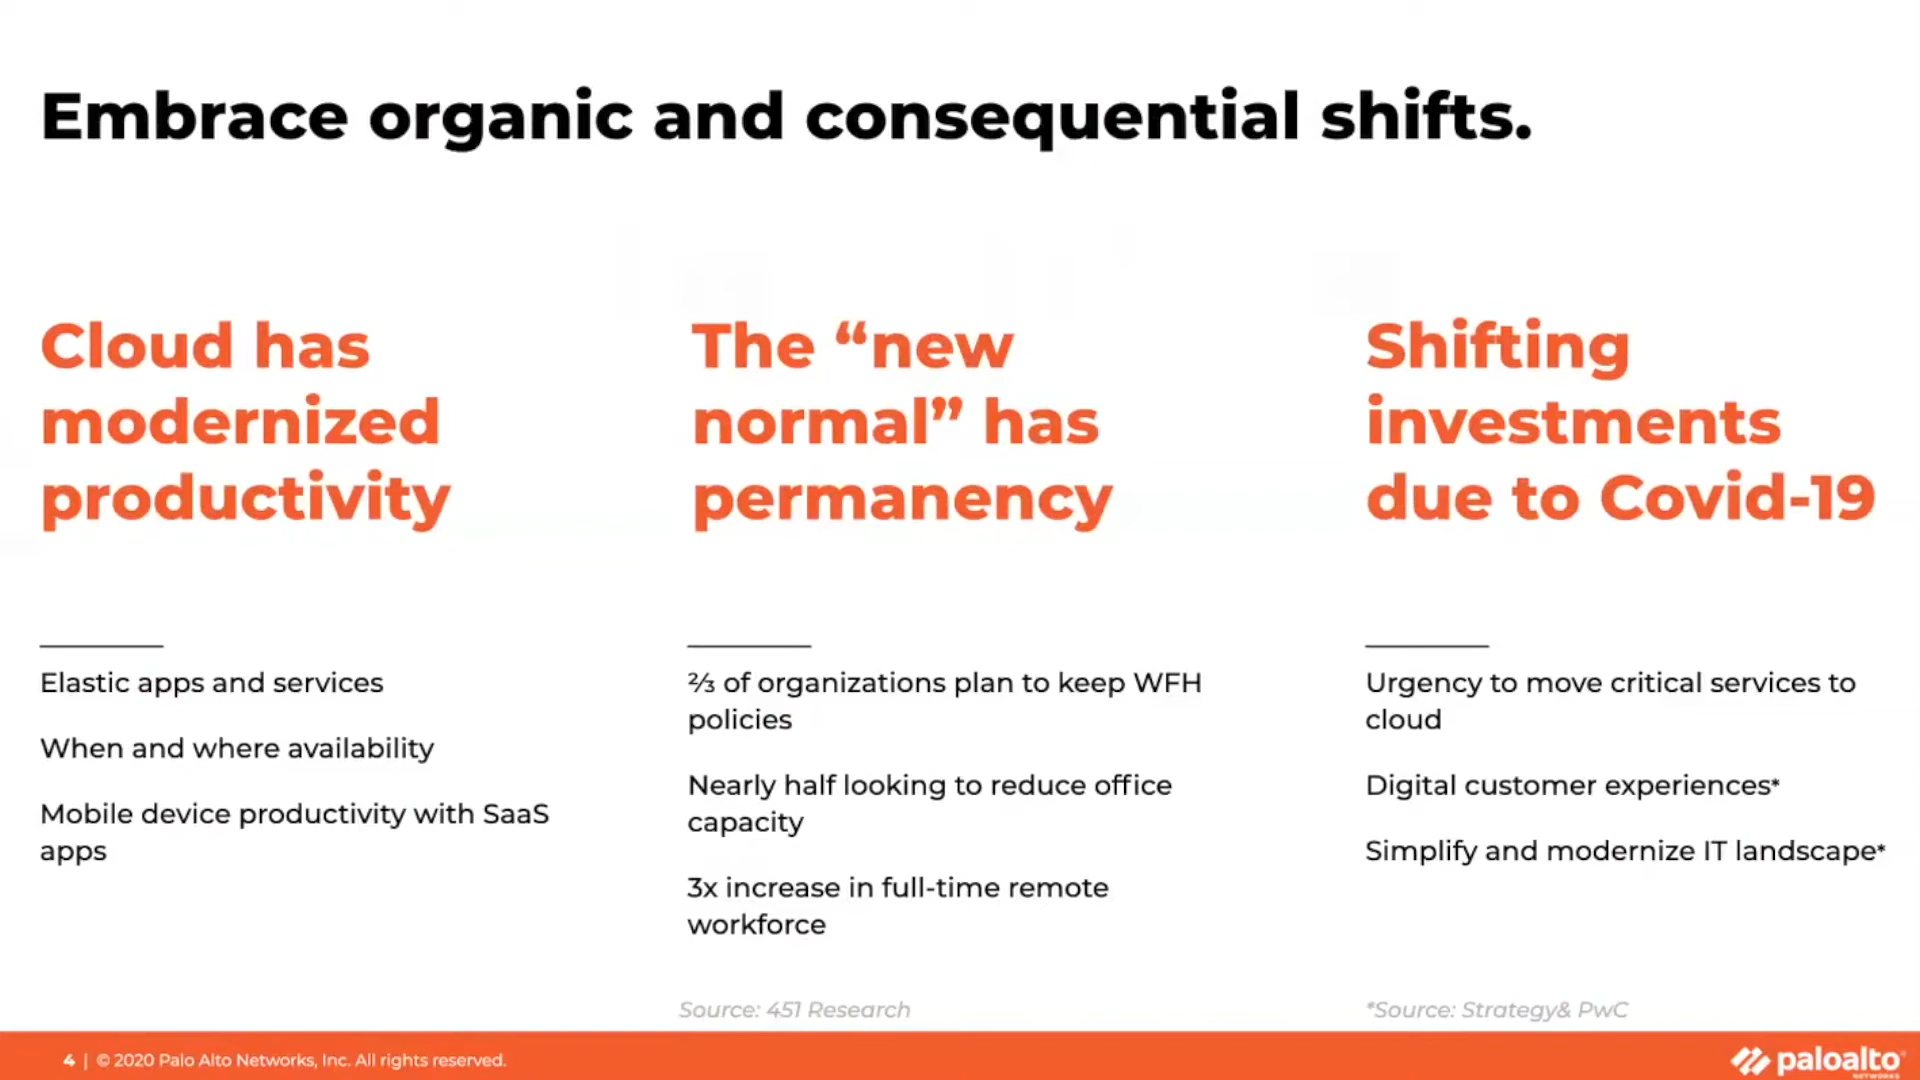 Embrace organic and consequential shifts.
Cloud has
modernized
productivity
Elastic apps and services
When and where availability
Mobile device productivity with SaaS
apps
The “new
normal” has
permanency
⅔ of organizations plan to keep WFH
policies
Nearly half looking to reduce office
capacity
3x increase in full-time remote
workforce
Source: 451 Research
Shifting
investments
due to Covid-19
Urgency to move critical services to
cloud
Digital customer experiences*
Simplify and modernize IT landscape*
*Source: Strategy& PwC
4 | © 2020 Palo Alto Networks, Inc. All rights reserved.
paloalto
NETWORKS